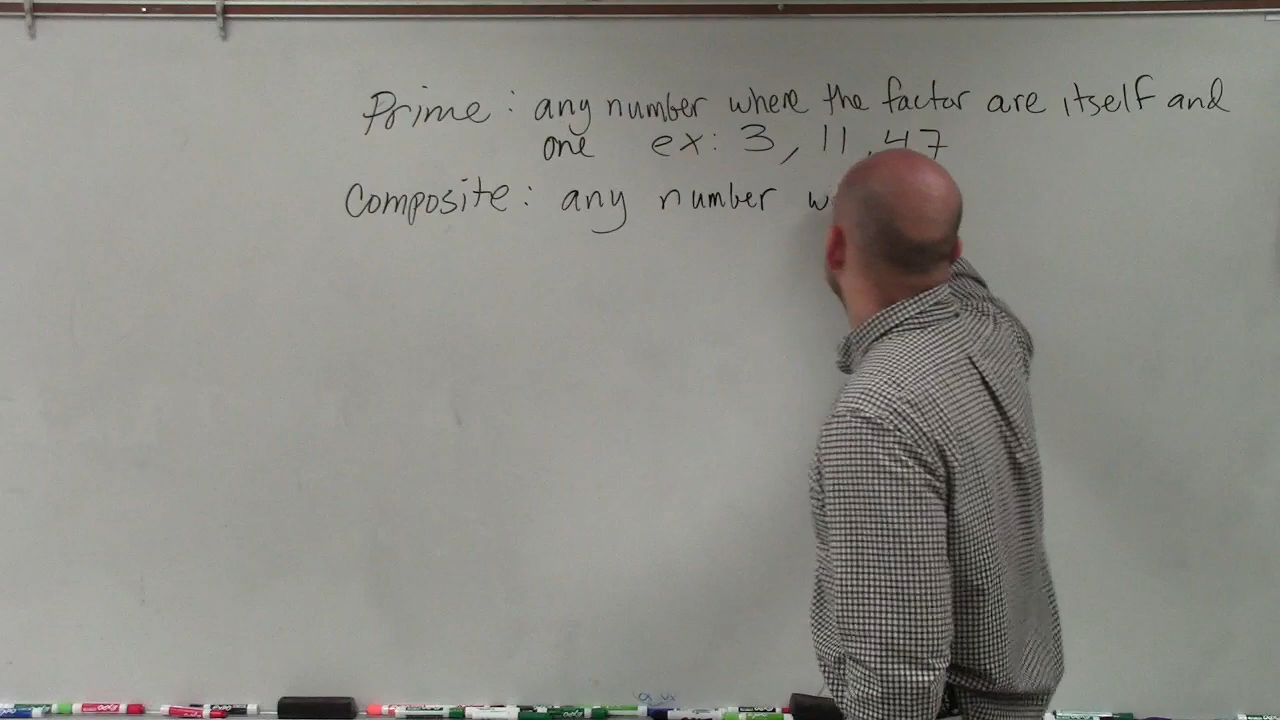 Prime: any number where the factor are itself and
one ex: 3, 11, 47
Composite: any number